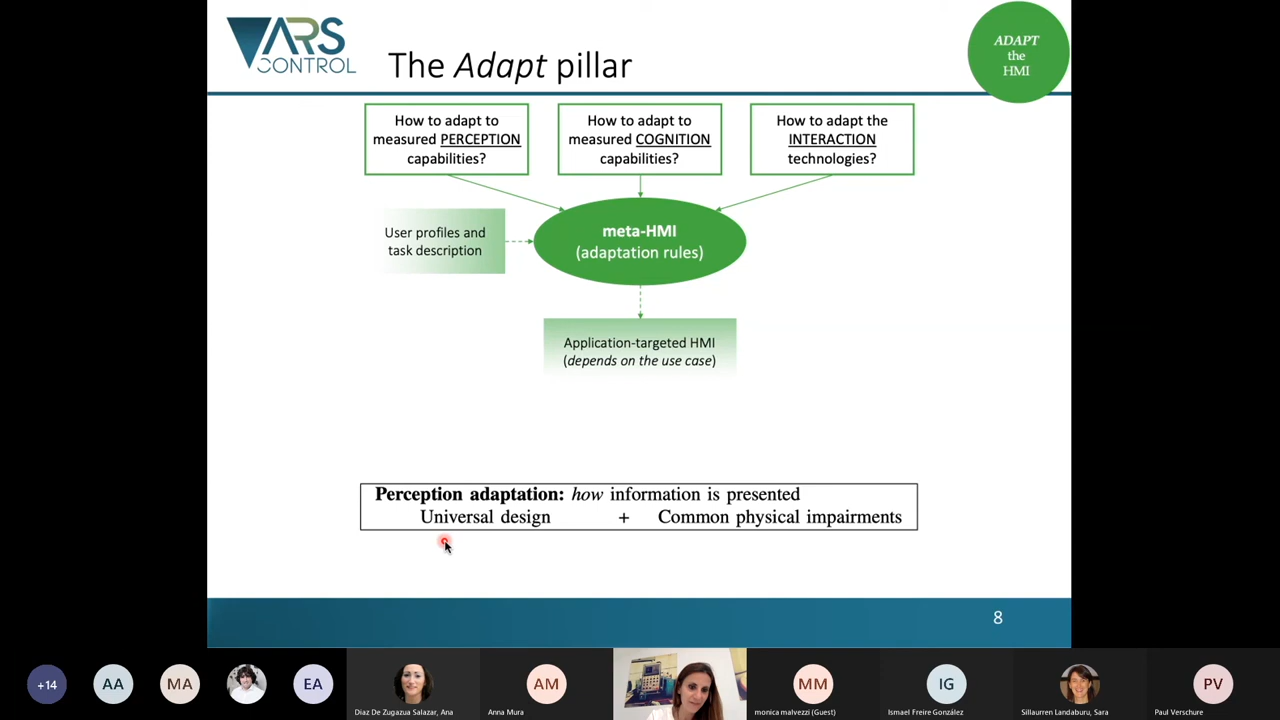 ARS
CONTROL
The Adapt pillar
ADAPT
the
HMI
How to adapt to
measured PERCEPTION
capabilities?
How to adapt to
measured COGNITION
capabilities?
How to adapt the
INTERACTION
technologies?
User profiles and
task description
meta-HMI
(adaptation rules)
Application-targeted HMI
(depends on the use case)
Perception adaptation: how information is presented
Universal design + Common physical impairments
8
+14
AA
MA
EA
Diaz De Zugazua Salazar, Ana
AM
Anna Mura
MM
monica malvezzi (Guest)
IG
Ismael Freire González
Sillaurren Landaburu, Sara
PV
Paul Verschure